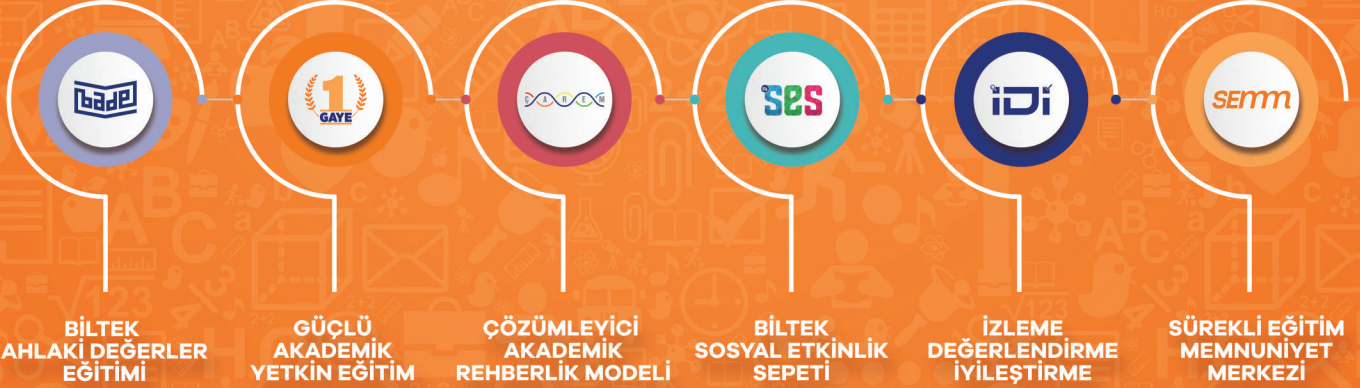 bade
1
GAYE
ÇAREM
ses
iDi
SEmm
BİLTEK
AHLAKİ DEĞERLER
EĞİTİMİ
GÜÇLÜ
AKADEMİK
YETKİN EĞİTİM
ÇÖZÜMLEYİCİ
AKADEMİK
REHBERLİK MODELİ
BİLTEK
SOSYAL ETKİNLİK
SEPETİ
İZLEME
DEĞERLENDİRME
İYİLEŞTİRME
SÜREKLİ EĞİTİM
MEMNUNİYET
MERKEZİ